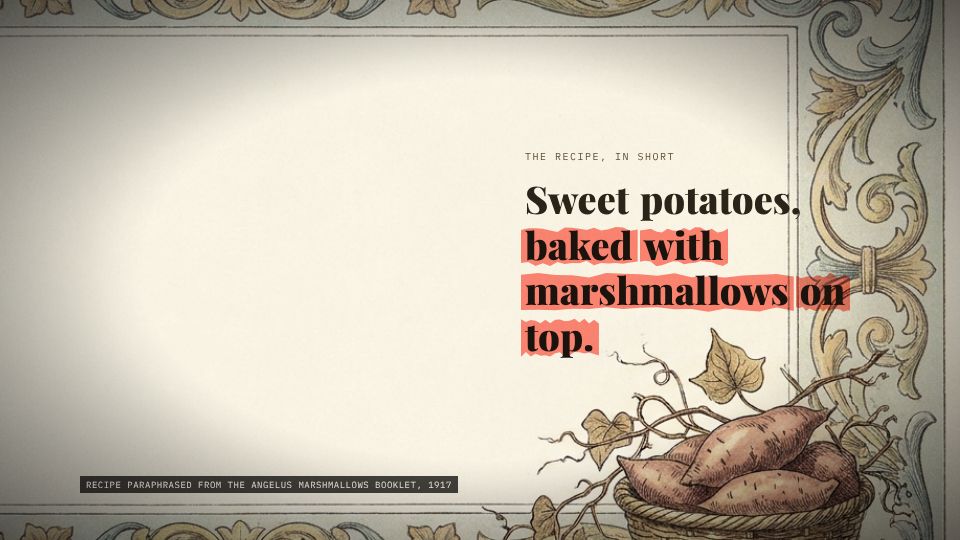 THE RECIPE, IN SHORT
Sweet potatoes,
baked with
marshmallows on
top.
RECIPE PARAPHRASED FROM THE ANGELUS MARSHMALLOWS BOOKLET, 1917